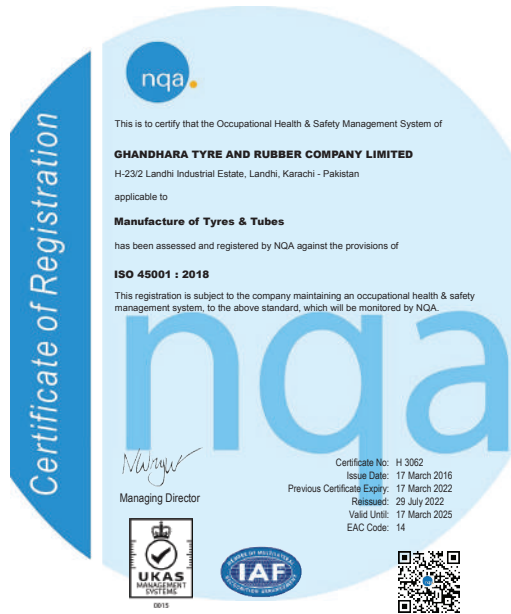 Certificate of Registration
nqa.
This is to certify that the Occupational Health & Safety Management System of
GHANDHARA TYRE AND RUBBER COMPANY LIMITED
H-23/2 Landhi Industrial Estate, Landhi, Karachi - Pakistan
applicable to
Manufacture of Tyres & Tubes
has been assessed and registered by NQA against the provisions of
ISO 45001 : 2018
This registration is subject to the company maintaining an occupational health & safety
management system, to the above standard, which will be monitored by NQA.
nqa
Managing Director
Certificate No: H 3062
Issue Date: 17 March 2016
Previous Certificate Expiry: 17 March 2022
Reissued: 29 July 2022
Valid Until: 17 March 2025
EAC Code: 14
UKAS
MANAGEMENT
SYSTEMS
0015
MEMBER OF MULTILATERAL
IAF
RECOGNITION ARRANGEMENT